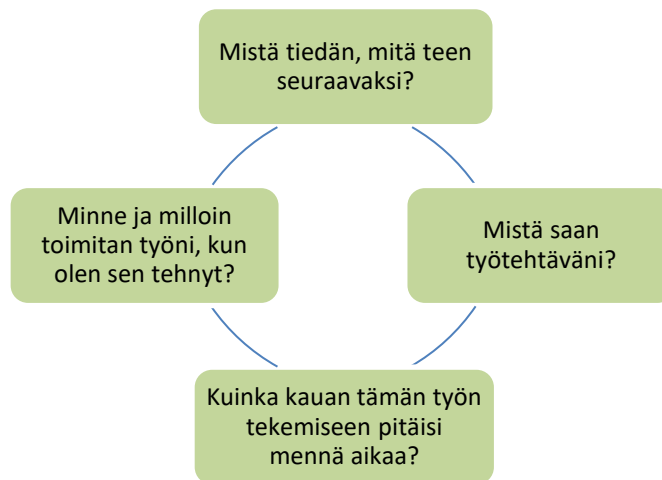 Mistä tiedän, mitä teen
seuraavaksi?
Mistä saan
työtehtäväni?
Kuinka kauan tämän työn
tekemiseen pitäisi
mennä aikaa?
Minne ja milloin
toimitan työni, kun
olen sen tehnyt?